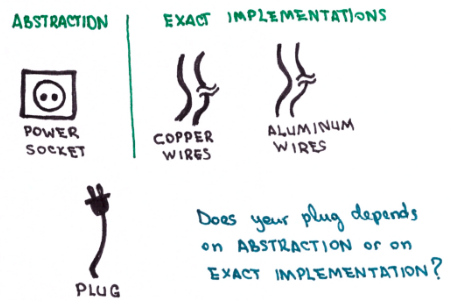 ABSTRACTION
EXACT IMPLEMENTATIONS
POWER
SOCKET
COPPER
WIRES
ALUMINUM
WIRES
PLUG
Does your plug depends
on ABSTRACTION or on
EXACT IMPLEMENTATION?